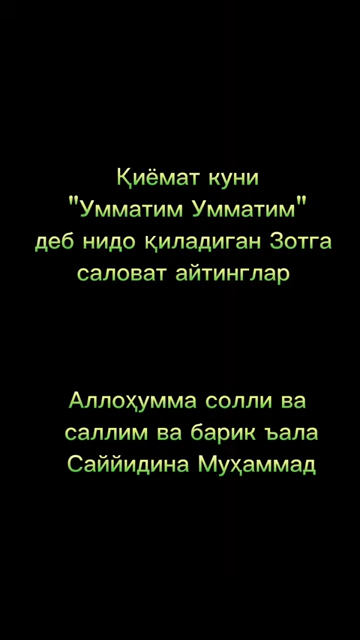 Қиёмат куни
"Умматим Умматим"
деб нидо қиладиган Зотга
саловат айтинглар
Аллоҳумма солли ва
саллим ва барик ъала
Саййидина Муҳаммад